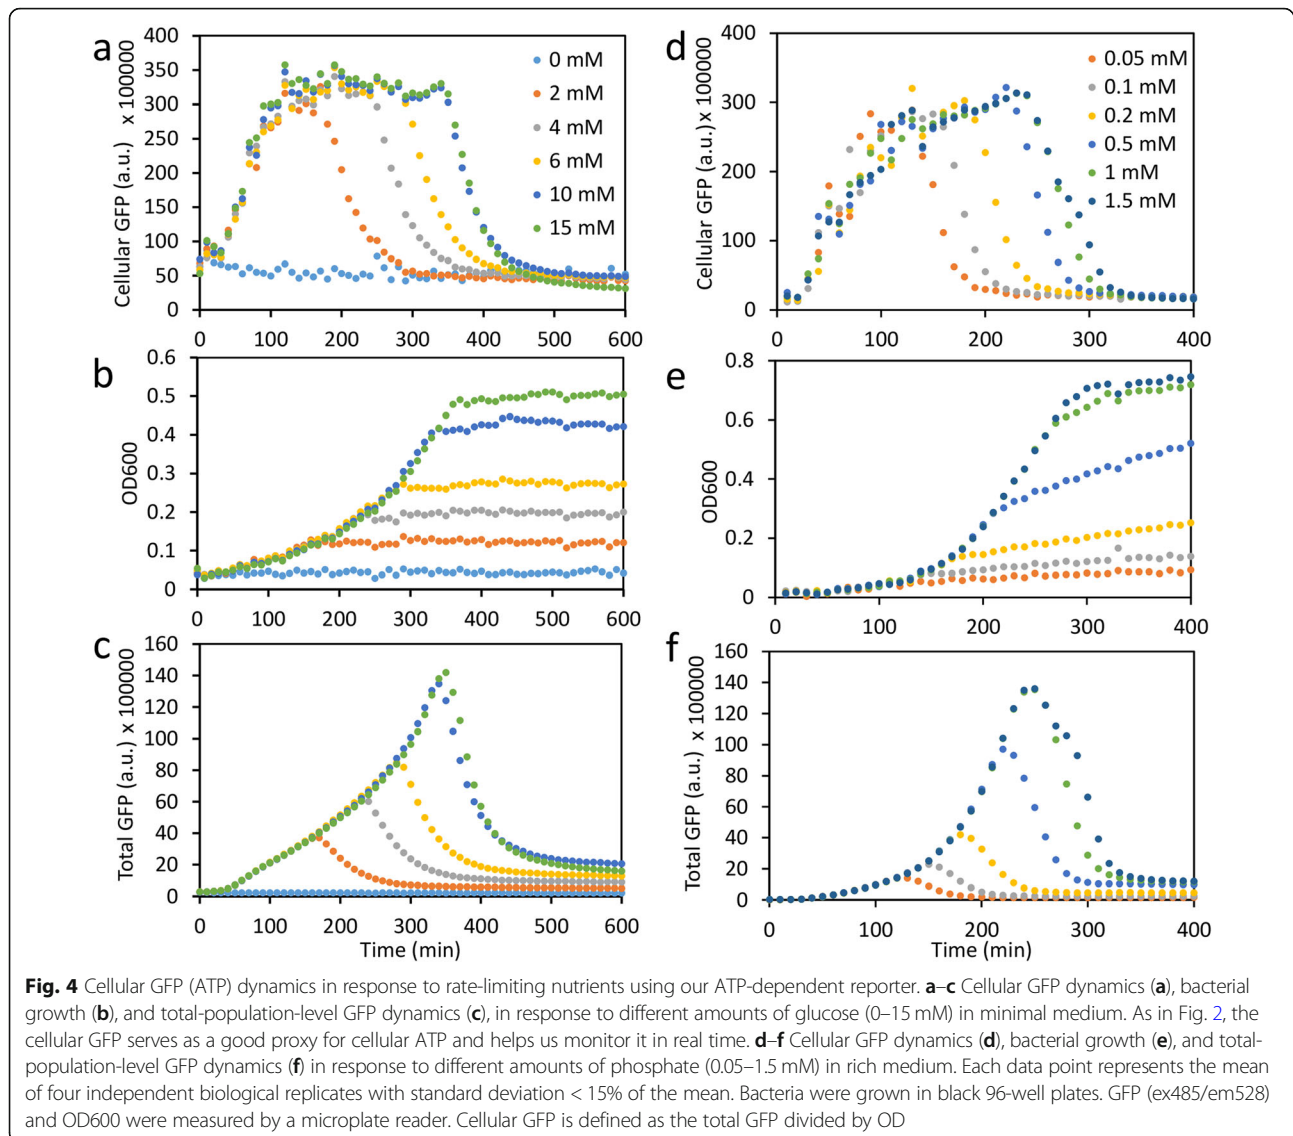 a
Cellular GFP (a.u.) x 100000
400
350
300
250
200
150
100
50
0
0 100 200 300 400 500 600
0 mM
2 mM
4 mM
6 mM
10 mM
15 mM
b
OD600
0.6
0.5
0.4
0.3
0.2
0.1
0
0 100 200 300 400 500 600
c
Total GFP (a.u.) x 100000
160
140
120
100
80
60
40
20
0
0 100 200 300 400 500 600
Time (min)
d
Cellular GFP (a.u.) x 100000
400
300
200
100
0
0 100 200 300 400
0.05 mM
0.1 mM
0.2 mM
0.5 mM
1 mM
1.5 mM
e
OD600
0.8
0.6
0.4
0.2
0
0 100 200 300 400
f
Total GFP (a.u.) x 100000
160
140
120
100
80
60
40
20
0
0 100 200 300 400
Time (min)
Fig. 4 Cellular GFP (ATP) dynamics in response to rate-limiting nutrients using our ATP-dependent reporter. a–c Cellular GFP dynamics (a), bacterial
growth (b), and total-population-level GFP dynamics (c), in response to different amounts of glucose (0–15 mM) in minimal medium. As in Fig. 2, the
cellular GFP serves as a good proxy for cellular ATP and helps us monitor it in real time. d–f Cellular GFP dynamics (d), bacterial growth (e), and total-
population-level GFP dynamics (f) in response to different amounts of phosphate (0.05–1.5 mM) in rich medium. Each data point represents the mean
of four independent biological replicates with standard deviation < 15% of the mean. Bacteria were grown in black 96-well plates. GFP (ex485/em528)
and OD600 were measured by a microplate reader. Cellular GFP is defined as the total GFP divided by OD